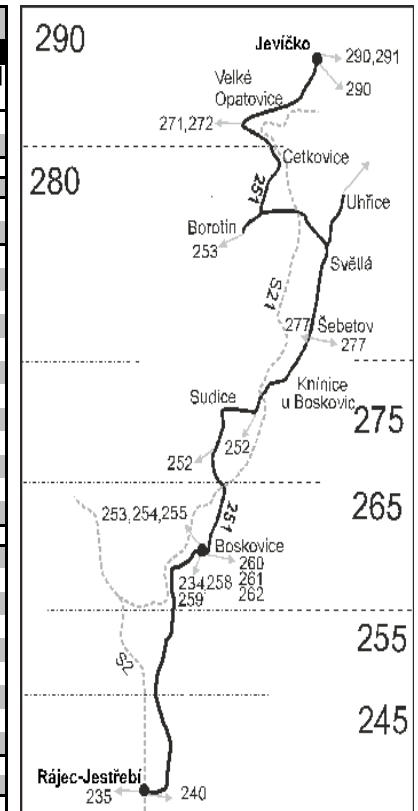 290
Jevíčko
290,291
290
Velké
Opatovice
271,272
Cetkovice
280
251
Uhřice
Borotín
253
Světlá
S21
277
Šebetov
277
Knínice
u Boskovic
Sudice
275
252
252
265
253,254,255
251
Boskovice
260
234,258
261
259
262
255
S2
245
Rájec-Jestřebí
235
240